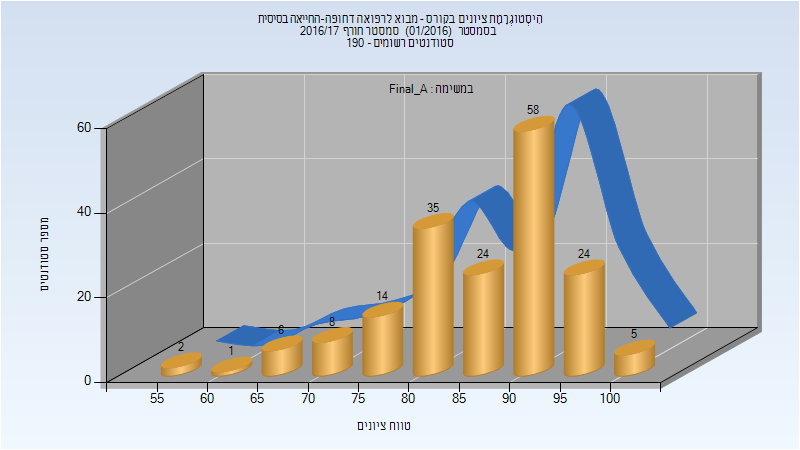 היסטוגרמת ציונים בקורס - מבוא לרפואה דחופה-החייאה בסיסית
בסמסטר (01/2016) סמסטר חורף 2016/17
סטודנטים רשומים - 190
במשימה : Final_A
מספר סטודנטים
60
40
20
0
2
1
6
8
14
35
24
58
24
5
55 60 65 70 75 80 85 90 95 100
טווח ציונים